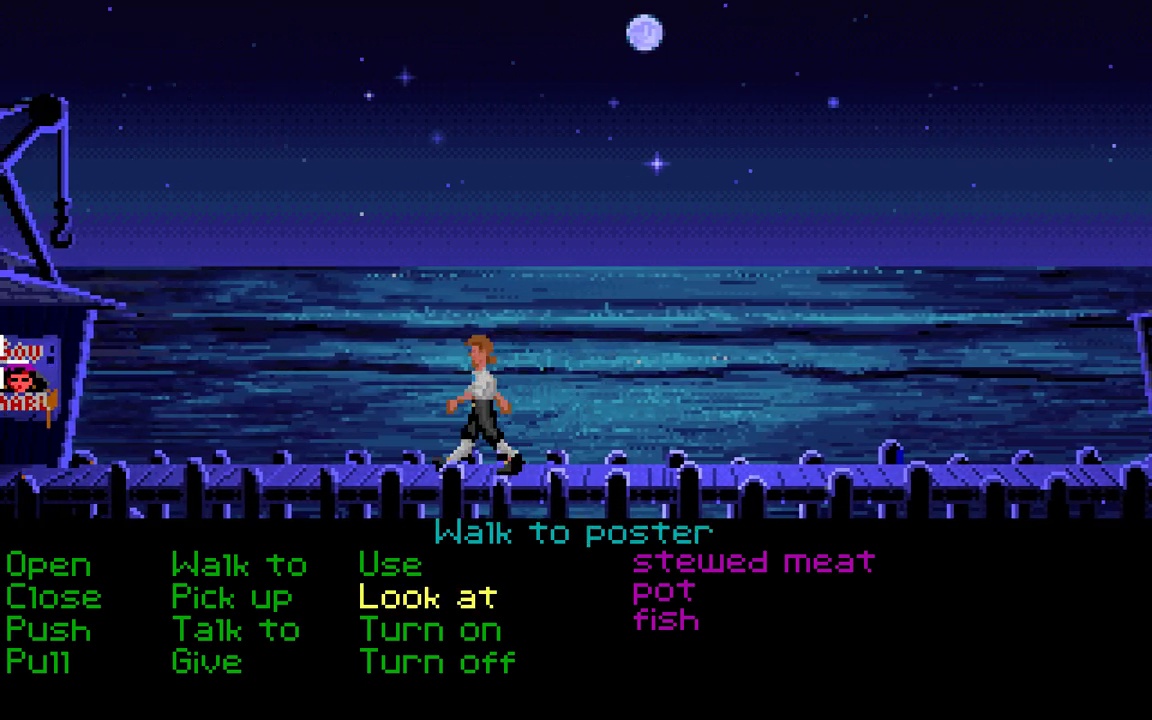 Walk to poster
Open Walk to Use stewed meat
Close Pick up Look at pot
Push Talk to Turn on fish
Pull Give Turn off